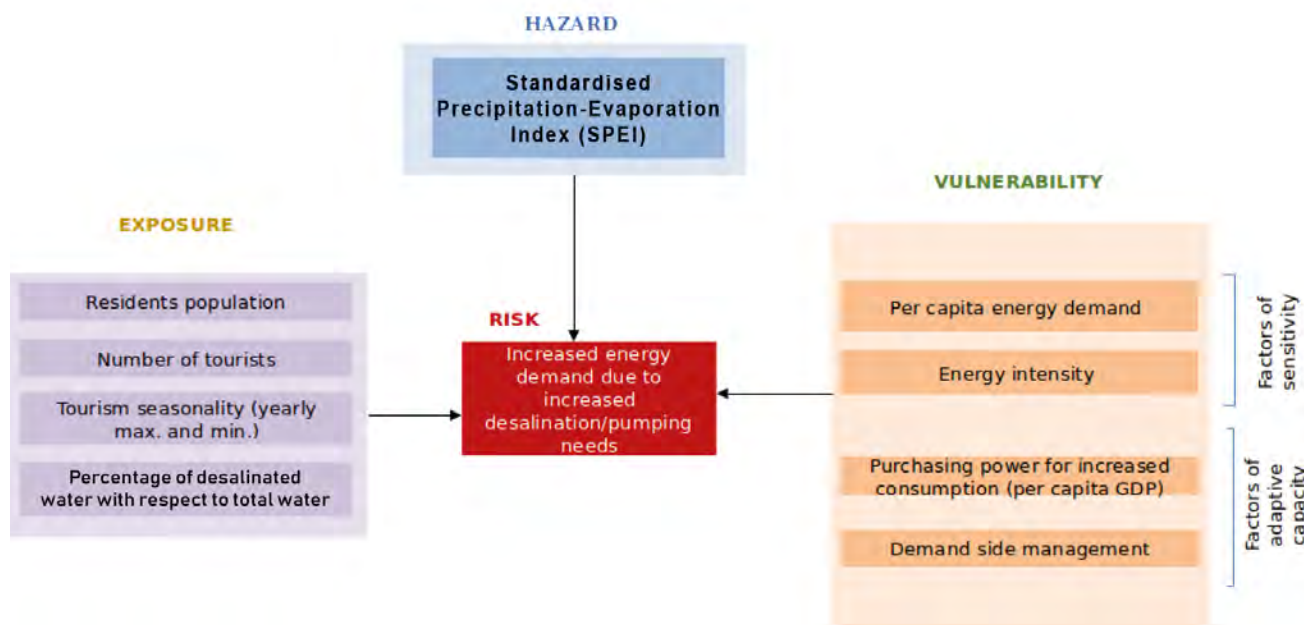 HAZARD
Standardised
Precipitation-Evaporation
Index (SPEI)
EXPOSURE
Residents population
Number of tourists
Tourism seasonality (yearly
max. and min.)
Percentage of desalinated
water with respect to total water
RISK
Increased energy
demand due to
increased
desalination/pumping
needs
VULNERABILITY
Per capita energy demand
Energy intensity
Purchasing power for increased
consumption (per capita GDP)
Demand side management
Factors of
sensitivity
Factors of
adaptive
capacity